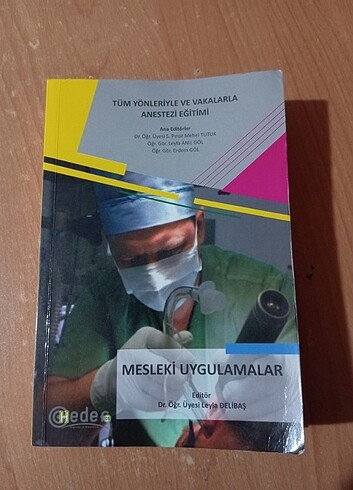 TÜM YÖNLERİYLE VE VAKALARLA
ANESTEZİ EĞİTİMİ
Ana Editörler
Dr. Öğr. Üyesi S. Pınar Mehel TUTUK
Öğr. Gör. Leyla ANIL GÖL
Öğr. Gör. Erdem GÖL
MESLEKİ UYGULAMALAR
Editör
Dr. Öğr. Üyesi Leyla DELİBAŞ
Hedef